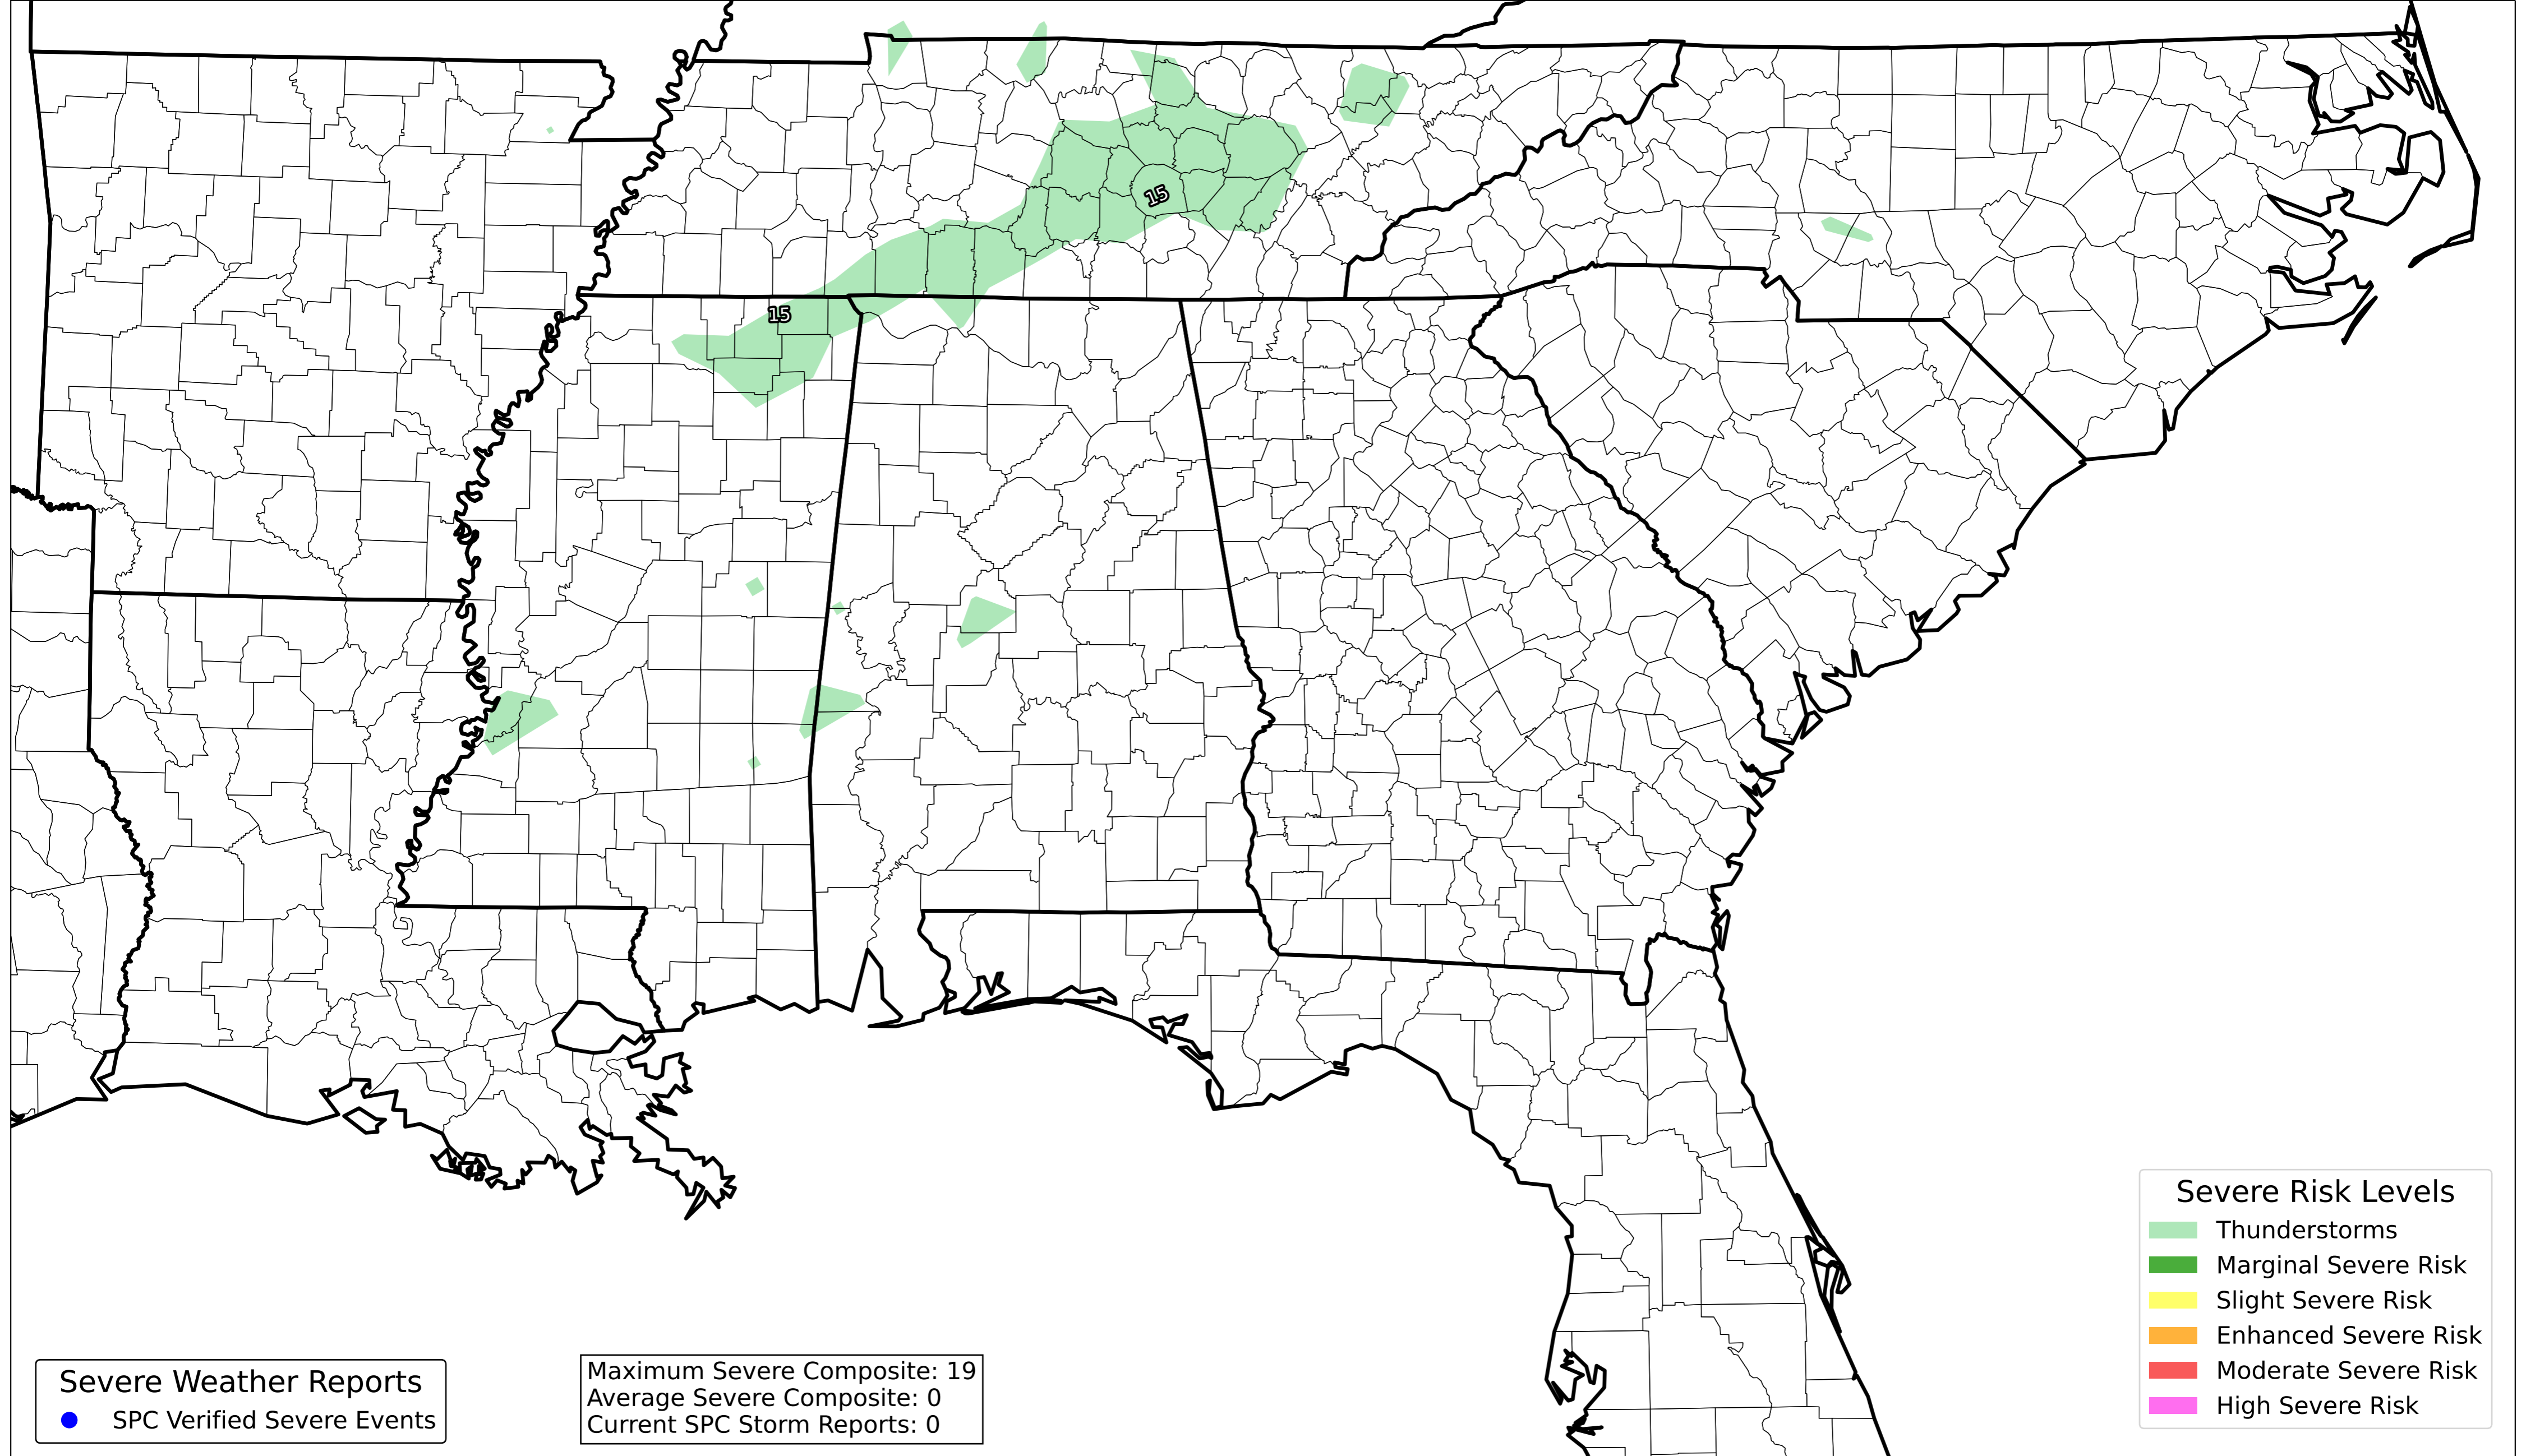 15
15
Severe Risk Levels
Thunderstorms
Marginal Severe Risk
Slight Severe Risk
Enhanced Severe Risk
Moderate Severe Risk
High Severe Risk
Severe Weather Reports
SPC Verified Severe Events
Maximum Severe Composite: 19
Average Severe Composite: 0
Current SPC Storm Reports: 0